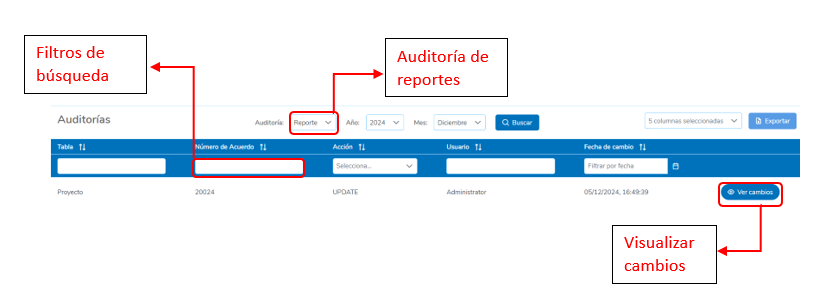 Filtros de
búsqueda
Auditoría de
reportes
Auditorías
Auditoría: Reporte Año: 2024 Mes: Diciembre Buscar
5 columnas seleccionadas Exportar
Tabla Número de Acuerdo Acción Usuario Fecha de cambio
Selecciona... Filtrar por fecha
Proyecto 20024 UPDATE Administrator 05/12/2024, 16:49:39 Ver cambios
Visualizar
cambios